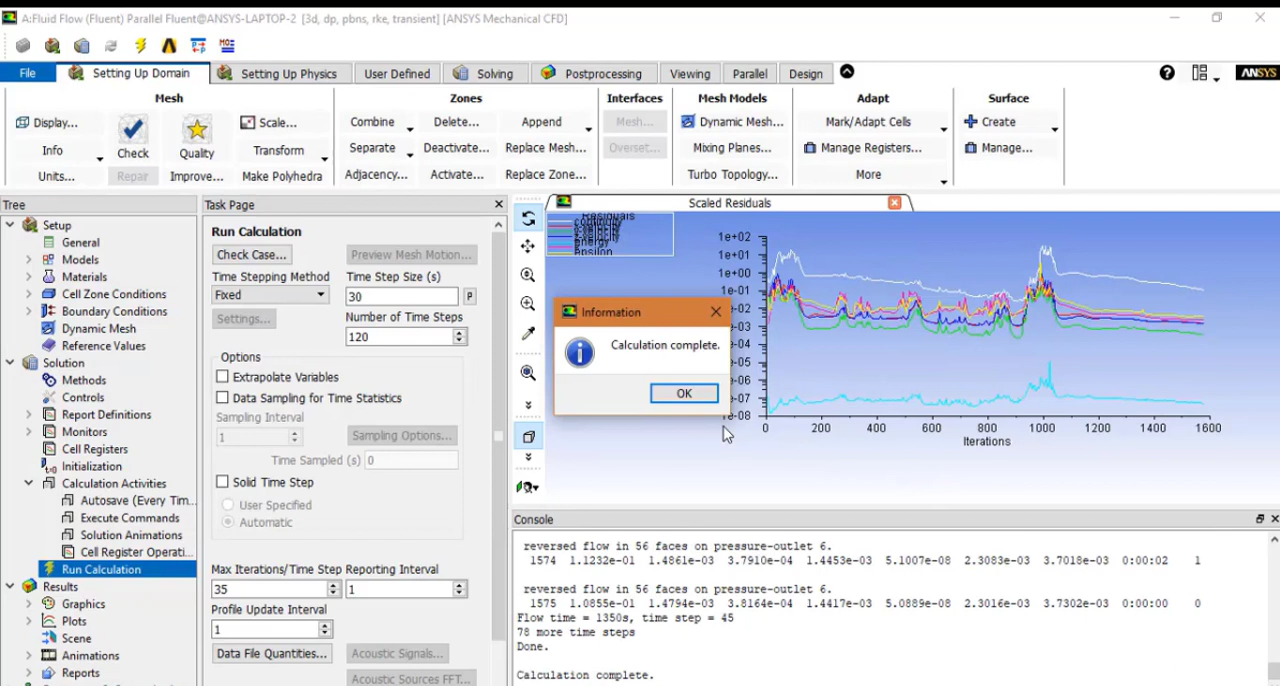 A:Fluid Flow (Fluent) Parallel Fluent@ANSYS-LAPTOP-2 [3d, dp, pbns, rke, transient] [ANSYS Mechanical CFD]
File
Setting Up Domain
Setting Up Physics
User Defined
Solving
Postprocessing
Viewing
Parallel
Design
ANSYS
Mesh
Zones
Interfaces
Mesh Models
Adapt
Surface
Display...
Info
Units...
Check
Repair
Quality
Improve...
Scale...
Transform
Make Polyhedra
Combine
Separate
Adjacency...
Delete...
Deactivate...
Activate...
Append
Replace Mesh...
Replace Zone...
Mesh...
Overset...
Dynamic Mesh...
Mixing Planes...
Turbo Topology...
Mark/Adapt Cells
Manage Registers...
More
Create
Manage...
Tree
Setup
General
Models
Materials
Cell Zone Conditions
Boundary Conditions
Dynamic Mesh
Reference Values
Solution
Methods
Controls
Report Definitions
Monitors
Cell Registers
Initialization
Calculation Activities
Autosave (Every Tim...
Execute Commands
Solution Animations
Cell Register Operati...
Run Calculation
Results
Graphics
Plots
Scene
Animations
Reports
Task Page
Run Calculation
Check Case...
Preview Mesh Motion...
Time Stepping Method
Time Step Size (s)
Fixed
30
P
Settings...
Number of Time Steps
120
Options
Extrapolate Variables
Data Sampling for Time Statistics
Sampling Interval
1
Sampling Options...
Time Sampled (s)
0
Solid Time Step
User Specified
Automatic
Max Iterations/Time Step
Reporting Interval
35
1
Profile Update Interval
1
Data File Quantities...
Acoustic Signals...
Acoustic Sources FFT...
Scaled Residuals
Residuals
continuity
energy
epsilon
1e+02
1e+01
1e+00
1e-01
0
200
400
600
800
1000
1200
1400
1600
Iterations
Information
Calculation complete.
OK
Console
reversed flow in 56 faces on pressure-outlet 6.
1574 1.1232e-01 1.4861e-03 3.7910e-04 1.4453e-03 5.1007e-08 2.3083e-03 3.7018e-03 0:00:02 1
reversed flow in 56 faces on pressure-outlet 6.
1575 1.0855e-01 1.4794e-03 3.8164e-04 1.4417e-03 5.0889e-08 2.3016e-03 3.7302e-03 0:00:00 0
Flow time = 1350s, time step = 45
78 more time steps
Done.
Calculation complete.